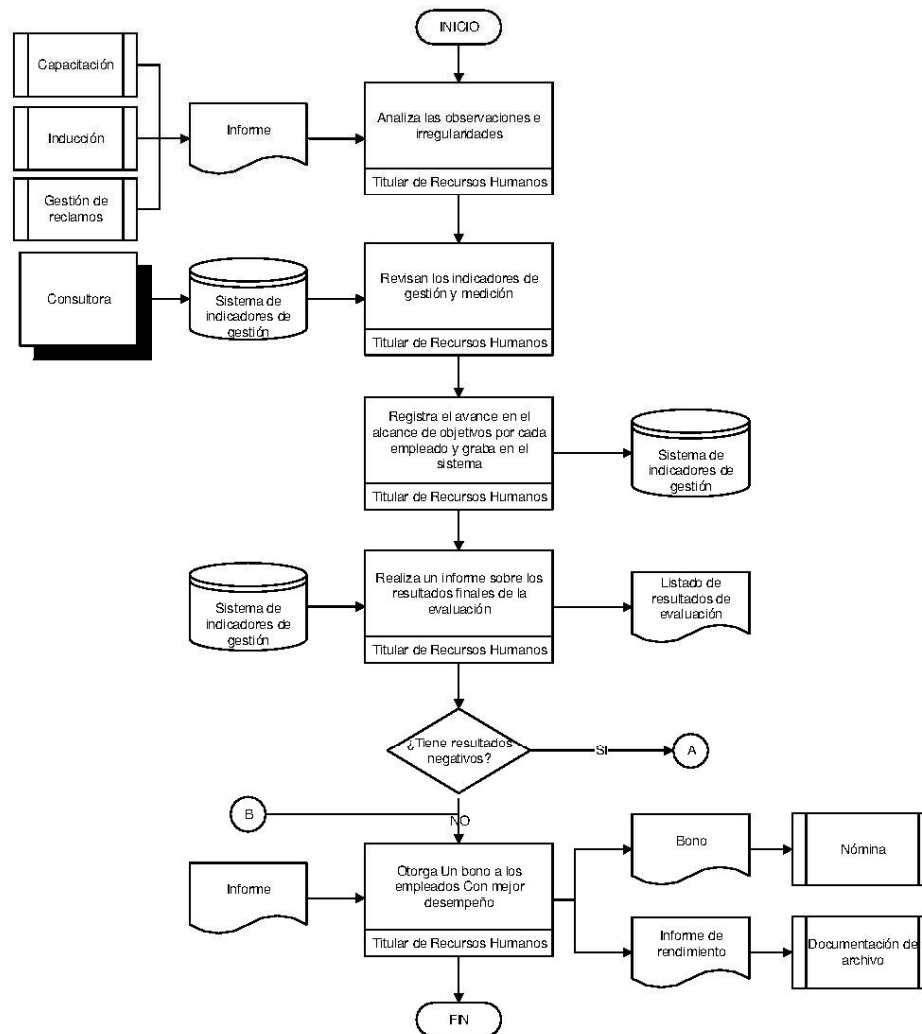 INICIO
Capacitación
Inducción
Gestión de
reclamos
Informe
Analiza las observaciones e
irregularidades
Titular de Recursos Humanos
Consultora
Sistema de
indicadores de
gestión
Revisan los indicadores de
gestión y medición
Titular de Recursos Humanos
Registra el avance en el
alcance de objetivos por cada
empleado y graba en el
sistema
Titular de Recursos Humanos
Sistema de
indicadores de
gestión
Sistema de
indicadores de
gestión
Realiza un informe sobre los
resultados finales de la
evaluación
Titular de Recursos Humanos
Listado de
resultados de
evaluación
¿Tiene resultados
negativos?
SI
A
B
NO
Informe
Otorga Un bono a los
empleados Con mejor
desempeño
Titular de Recursos Humanos
Bono
Nómina
Informe de
rendimiento
Documentación de
archivo
FIN